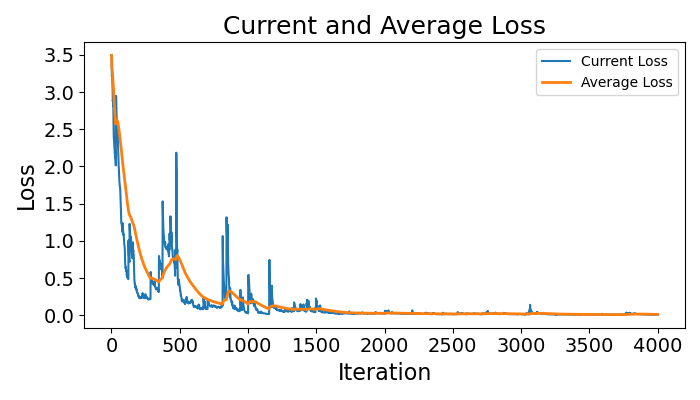 Current and Average Loss
Current Loss
Average Loss
Loss
3.5
3.0
2.5
2.0
1.5
1.0
0.5
0.0
0 500 1000 1500 2000 2500 3000 3500 4000
Iteration